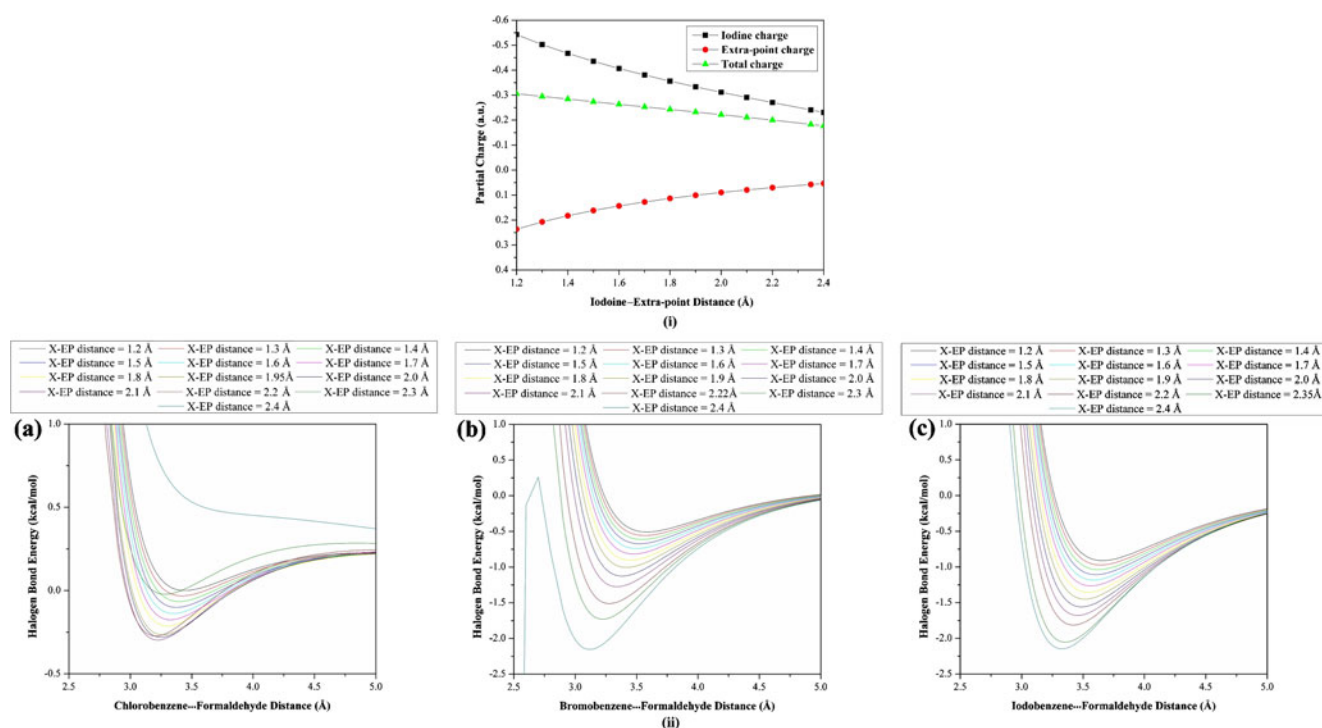 -0.6
-0.5
-0.4
-0.3
-0.2
-0.1
0.0
0.1
0.2
0.3
0.4
Partial Charge (a.u.)
Iodine charge
Extra-point charge
Total charge
1.2 1.4 1.6 1.8 2.0 2.2 2.4
Iodoine–Extra-point Distance (Å)
(i)
X-EP distance = 1.2 Å X-EP distance = 1.3 Å X-EP distance = 1.4 Å
X-EP distance = 1.5 Å X-EP distance = 1.6 Å X-EP distance = 1.7 Å
X-EP distance = 1.8 Å X-EP distance = 1.95Å X-EP distance = 2.0 Å
X-EP distance = 2.1 Å X-EP distance = 2.2 Å X-EP distance = 2.3 Å
X-EP distance = 2.4 Å
(a)
1.0
0.5
0.0
-0.5
Halogen Bond Energy (kcal/mol)
2.5 3.0 3.5 4.0 4.5 5.0
Chlorobenzene---Formaldehyde Distance (Å)
X-EP distance = 1.2 Å X-EP distance = 1.3 Å X-EP distance = 1.4 Å
X-EP distance = 1.5 Å X-EP distance = 1.6 Å X-EP distance = 1.7 Å
X-EP distance = 1.8 Å X-EP distance = 1.9 Å X-EP distance = 2.0 Å
X-EP distance = 2.1 Å X-EP distance = 2.22Å X-EP distance = 2.3 Å
X-EP distance = 2.4 Å
(b)
1.0
0.5
0.0
-0.5
-1.0
-1.5
-2.0
-2.5
Halogen Bond Energy (kcal/mol)
2.5 3.0 3.5 4.0 4.5 5.0
Bromobenzene---Formaldehyde Distance (Å)
(ii)
X-EP distance = 1.2 Å X-EP distance = 1.3 Å X-EP distance = 1.4 Å
X-EP distance = 1.5 Å X-EP distance = 1.6 Å X-EP distance = 1.7 Å
X-EP distance = 1.8 Å X-EP distance = 1.9 Å X-EP distance = 2.0 Å
X-EP distance = 2.1 Å X-EP distance = 2.2 Å X-EP distance = 2.35Å
X-EP distance = 2.4 Å
(c)
1.0
0.5
0.0
-0.5
-1.0
-1.5
-2.0
-2.5
Halogen Bond Energy (kcal/mol)
2.5 3.0 3.5 4.0 4.5 5.0
Iodobenzene---Formaldehyde Distance (Å)